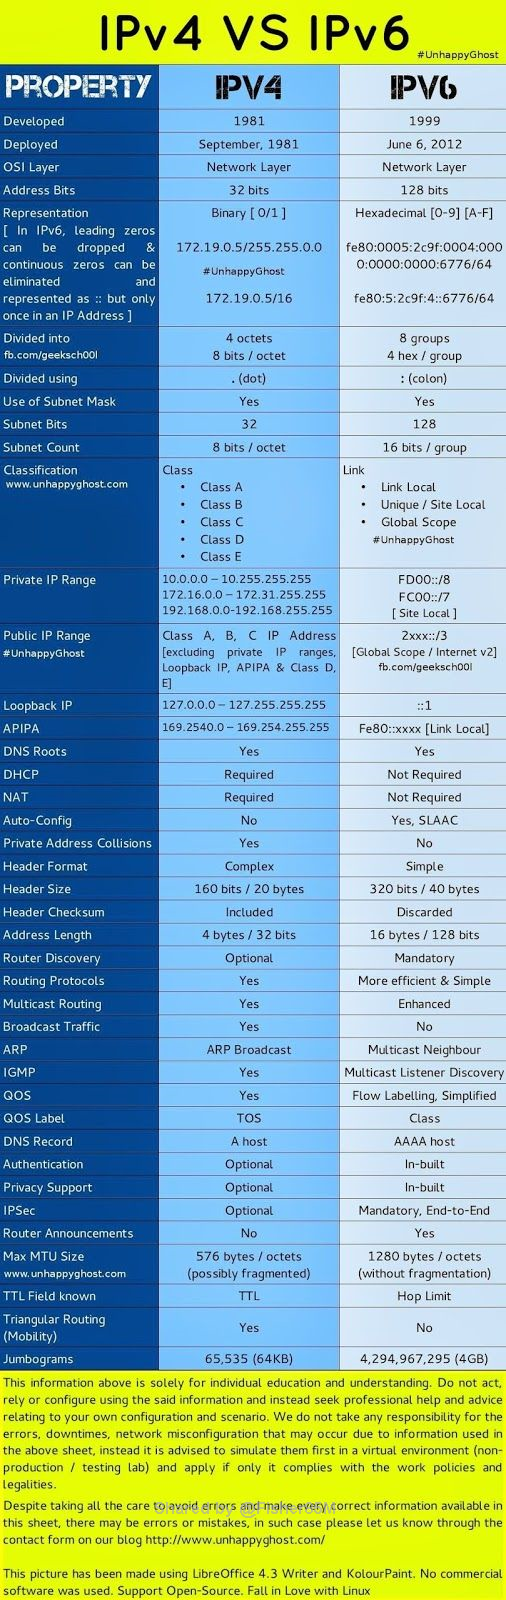 IPv4 VS IPv6
#UnhappyGhost
PROPERTY IPV4 IPV6
Developed 1981 1999
Deployed September, 1981 June 6, 2012
OSI Layer Network Layer Network Layer
Address Bits 32 bits 128 bits
Representation Binary [ 0/1 ] Hexadecimal [0-9] [A-F]
[ In IPv6, leading zeros
can be dropped & 172.19.0.5/255.255.0.0 fe80:0005:2c9f:0004:000
continuous zeros can be #UnhappyGhost 0:0000:0000:6776/64
eliminated and
represented as :: but only 172.19.0.5/16 fe80:5:2c9f:4::6776/64
once in an IP Address ]
Divided into 4 octets 8 groups
fb.com/geeksch00l 8 bits / octet 4 hex / group
Divided using . (dot) : (colon)
Use of Subnet Mask Yes Yes
Subnet Bits 32 128
Subnet Count 8 bits / octet 16 bits / group
Classification Class Link
www.unhappyghost.com • Class A • Link Local
• Class B • Unique / Site Local
• Class C • Global Scope
• Class D #UnhappyGhost
• Class E
Private IP Range 10.0.0.0 – 10.255.255.255 FD00::/8
172.16.0.0 – 172.31.255.255 FC00::/7
192.168.0.0-192.168.255.255 [ Site Local ]
Public IP Range Class A, B, C IP Address 2xxx::/3
#UnhappyGhost [excluding private IP ranges, [Global Scope / Internet v2]
Loopback IP, APIPA & Class D, fb.com/geeksch00l
E]
Loopback IP 127.0.0.0 – 127.255.255.255 ::1
APIPA 169.2540.0 – 169.254.255.255 Fe80::xxxx [Link Local]
DNS Roots Yes Yes
DHCP Required Not Required
NAT Required Not Required
Auto-Config No Yes, SLAAC
Private Address Collisions Yes No
Header Format Complex Simple
Header Size 160 bits / 20 bytes 320 bits / 40 bytes
Header Checksum Included Discarded
Address Length 4 bytes / 32 bits 16 bytes / 128 bits
Router Discovery Optional Mandatory
Routing Protocols Yes More efficient & Simple
Multicast Routing Yes Enhanced
Broadcast Traffic Yes No
ARP ARP Broadcast Multicast Neighbour
IGMP Yes Multicast Listener Discovery
QOS Yes Flow Labelling, Simplified
QOS Label TOS Class
DNS Record A host AAAA host
Authentication Optional In-built
Privacy Support Optional In-built
IPSec Optional Mandatory, End-to-End
Router Announcements No Yes
Max MTU Size 576 bytes / octets 1280 bytes / octets
www.unhappyghost.com (possibly fragmented) (without fragmentation)
TTL Field known TTL Hop Limit
Triangular Routing
(Mobility) Yes No
Jumbograms 65,535 (64KB) 4,294,967,295 (4GB)
This information above is solely for individual education and understanding. Do not act,
rely or configure using the said information and instead seek professional help and advice
relating to your own configuration and scenario. We do not take any responsibility for the
errors, downtimes, network misconfiguration that may occur due to information used in
the above sheet, instead it is advised to simulate them first in a virtual environment (non-
production / testing lab) and apply if only it complies with the work policies and
legalities.
Despite taking all the care to avoid errors and make every correct information available in
this sheet, there may be errors or mistakes, in such case please let us know through the
contact form on our blog http://www.unhappyghost.com/
This picture has been made using LibreOffice 4.3 Writer and KolourPaint. No commercial
software was used. Support Open-Source. Fall in Love with Linux